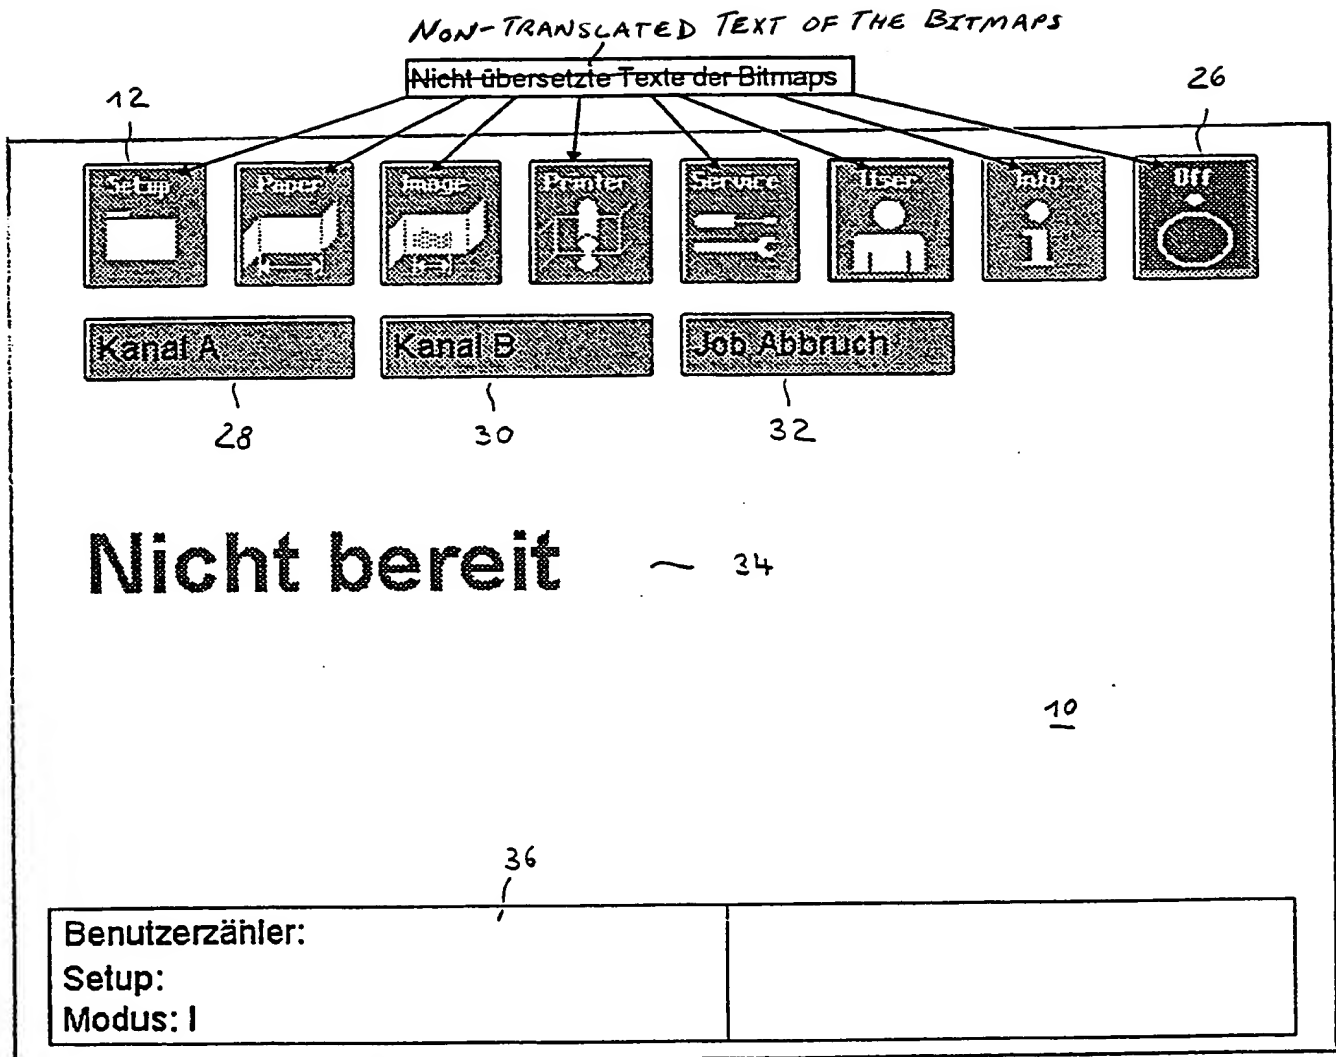 NON-TRANSLATED TEXT OF THE BITMAPS
Nicht übersetzte Texte der Bitmaps
12
26
Setup
Paper
Image
Printer
Service
User
Info
Off
Kanal A
Kanal B
Job Abbruch
28
30
32
Nicht bereit
34
10
36
Benutzerzähler:
Setup:
Modus: I